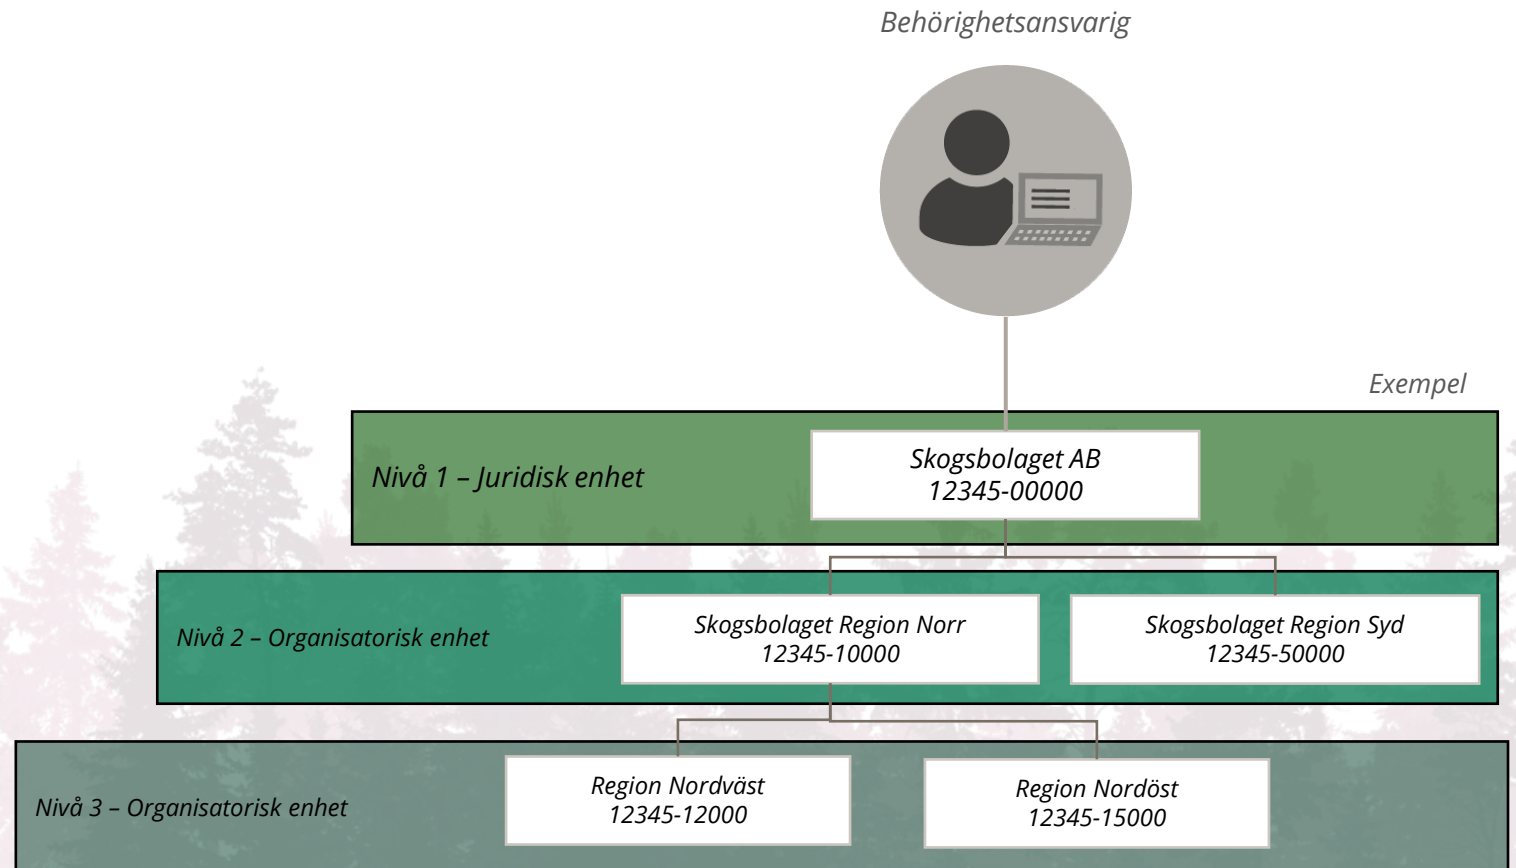 Behörighetsansvarig
Exempel
Nivå 1 – Juridisk enhet
Skogsbolaget AB
12345-00000
Nivå 2 – Organisatorisk enhet
Skogsbolaget Region Norr
12345-10000
Skogsbolaget Region Syd
12345-50000
Nivå 3 – Organisatorisk enhet
Region Nordväst
12345-12000
Region Nordöst
12345-15000